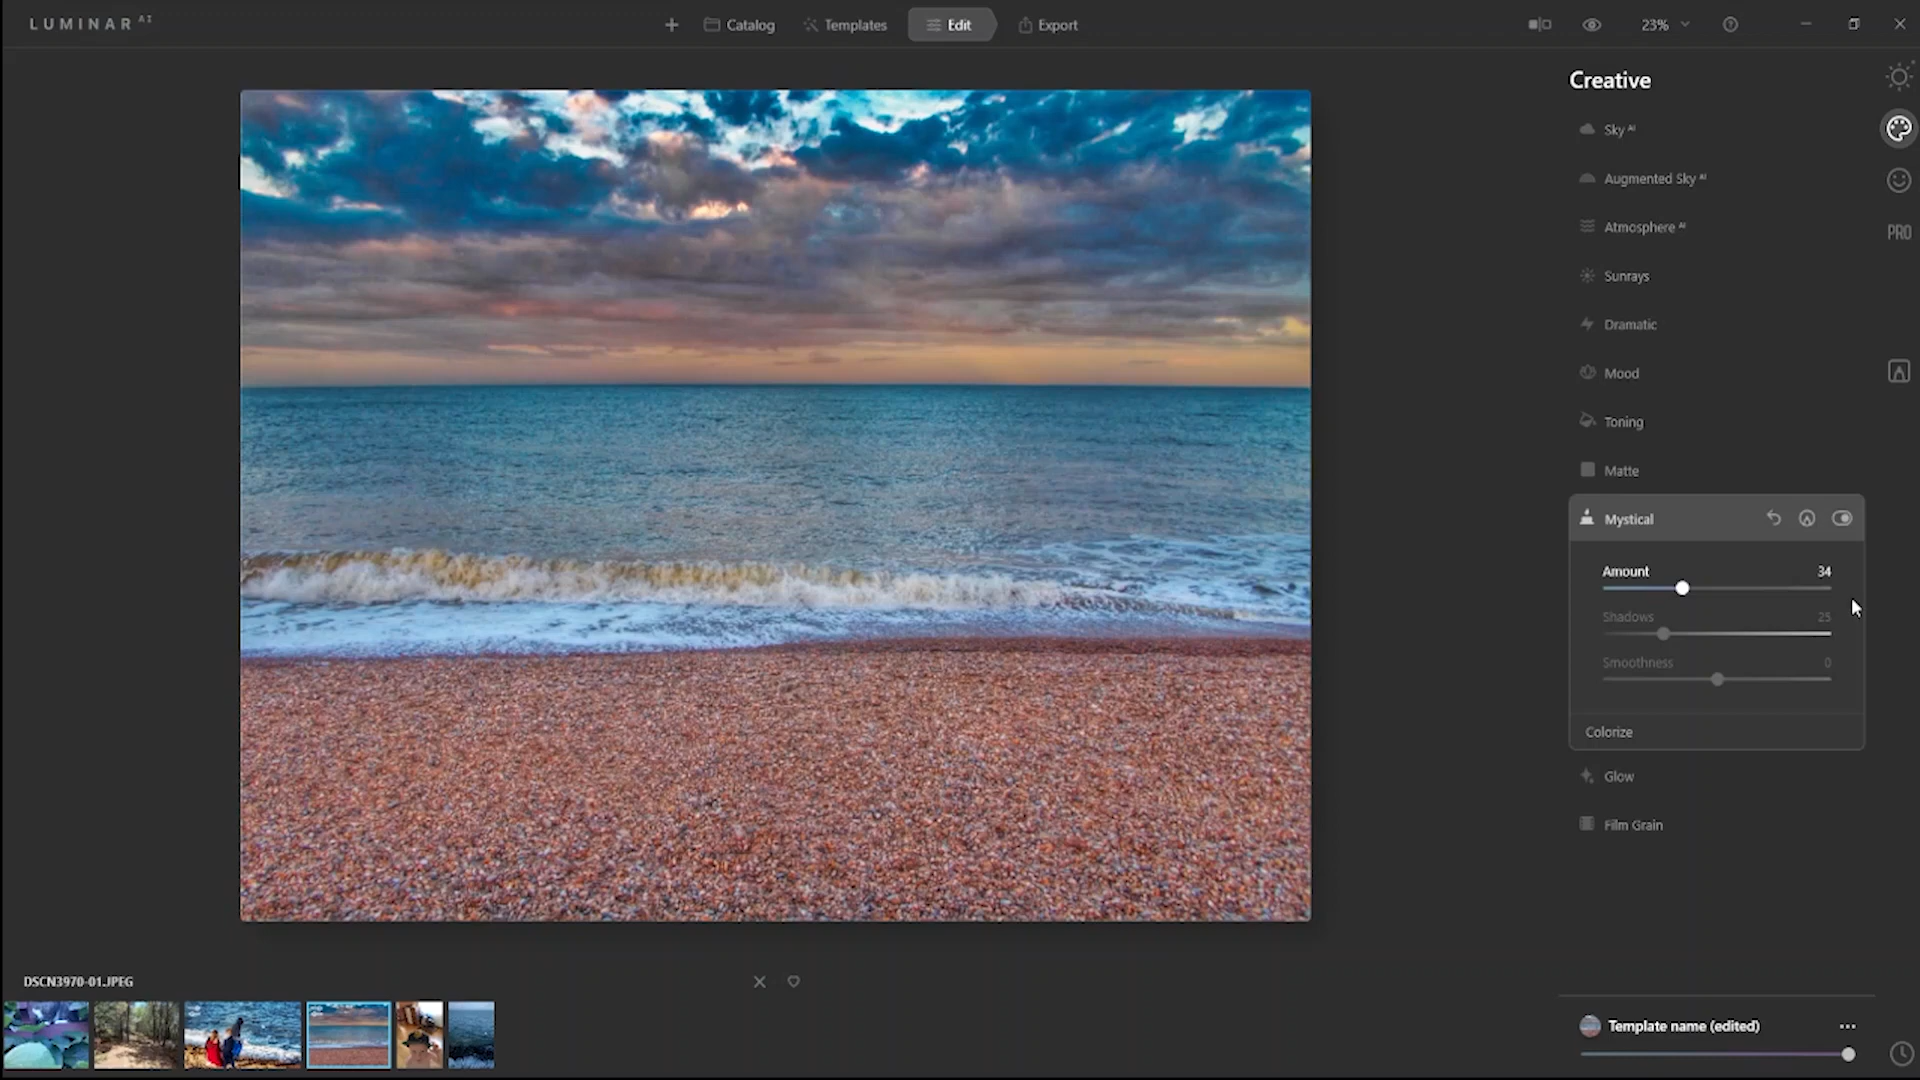 LUMINAR AI
Catalog
Templates
Edit
Export
23%
Creative
Sky AI
Augmented Sky AI
Atmosphere AI
Sunrays
Dramatic
Mood
Toning
Matte
Mystical
Amount 34
Shadows 25
Smoothness 0
Colorize
Glow
Film Grain
PRO
DSCN3970-01.JPEG
Template name (edited)